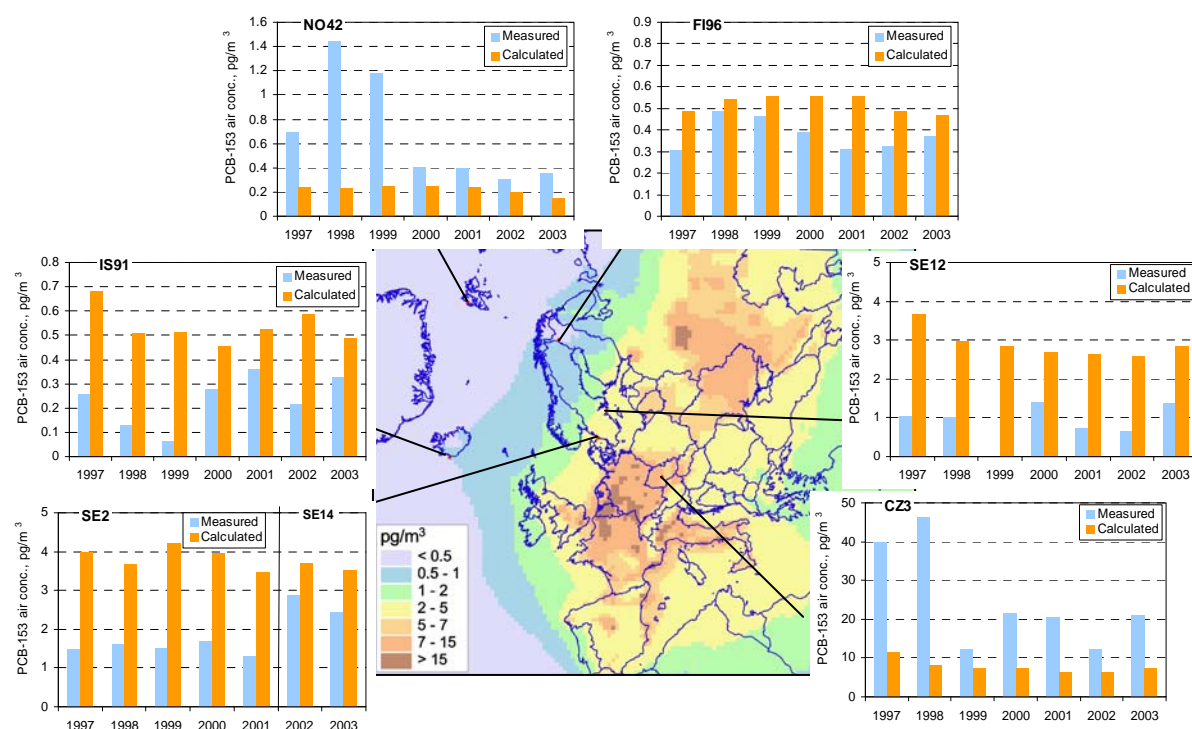 NO42
PCB-153 air conc., pg/m³
1.6
1.4
1.2
1
0.8
0.6
0.4
0.2
0
Measured
Calculated
1997 1998 1999 2000 2001 2002 2003
FI96
PCB-153 air conc., pg/m³
0.9
0.8
0.7
0.6
0.5
0.4
0.3
0.2
0.1
0
Measured
Calculated
1997 1998 1999 2000 2001 2002 2003
IS91
PCB-153 air conc., pg/m³
0.8
0.7
0.6
0.5
0.4
0.3
0.2
0.1
0
Measured
Calculated
1997 1998 1999 2000 2001 2002 2003
SE12
PCB-153 air conc., pg/m³
5
4
3
2
1
0
Measured
Calculated
1997 1998 1999 2000 2001 2002 2003
SE2
SE14
PCB-153 air conc., pg/m³
5
4
3
2
1
0
Measured
Calculated
1997 1998 1999 2000 2001 2002 2003
pg/m³
< 0.5
0.5 - 1
1 - 2
2 - 5
5 - 7
7 - 15
> 15
CZ3
PCB-153 air conc., pg/m³
50
40
30
20
10
0
Measured
Calculated
1997 1998 1999 2000 2001 2002 2003